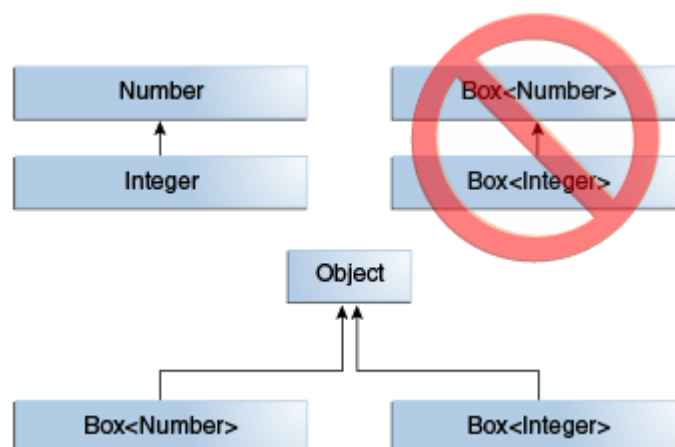 Number
Box<Number>
Integer
Box<Integer>
Object
Box<Number>
Box<Integer>